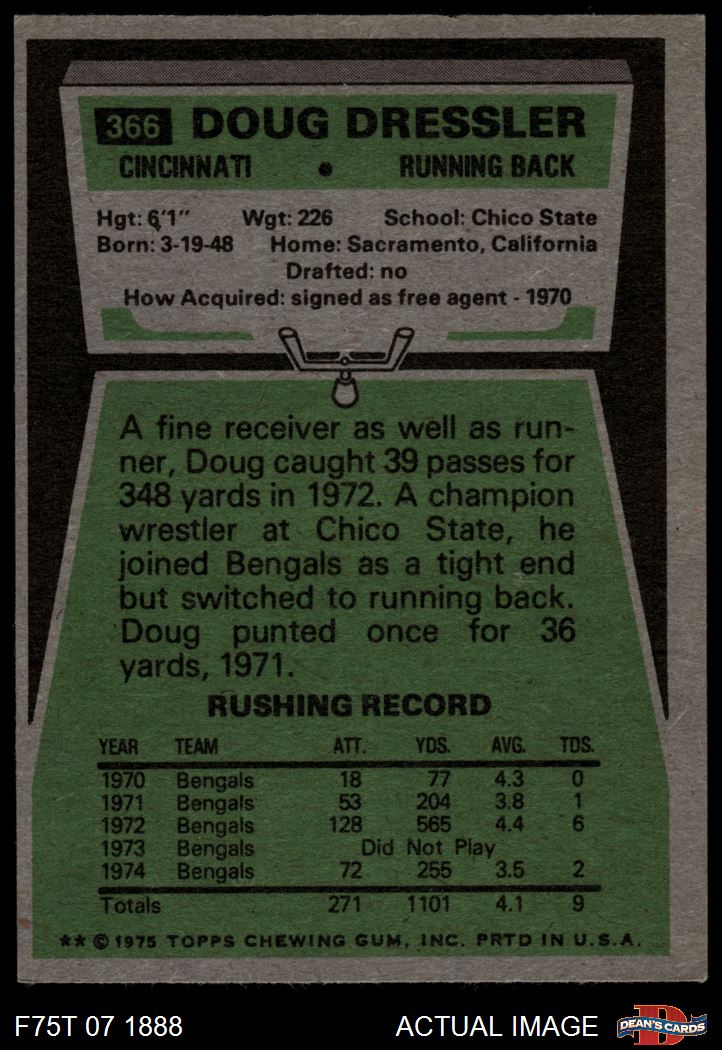 366 DOUG DRESSLER
CINCINNATI • RUNNING BACK
Hgt: 6'1" Wgt: 226 School: Chico State
Born: 3-19-48 Home: Sacramento, California
Drafted: no
How Acquired: signed as free agent - 1970
A fine receiver as well as run-
ner, Doug caught 39 passes for
348 yards in 1972. A champion
wrestler at Chico State, he
joined Bengals as a tight end
but switched to running back.
Doug punted once for 36
yards, 1971.
RUSHING RECORD
YEAR TEAM ATT. YDS. AVG. TDS.
1970 Bengals 18 77 4.3 0
1971 Bengals 53 204 3.8 1
1972 Bengals 128 565 4.4 6
1973 Bengals Did Not Play
1974 Bengals 72 255 3.5 2
Totals 271 1101 4.1 9
** © 1975 TOPPS CHEWING GUM, INC. PRTD IN U.S.A.
F75T 07 1888 ACTUAL IMAGE D DEAN'S CARDS